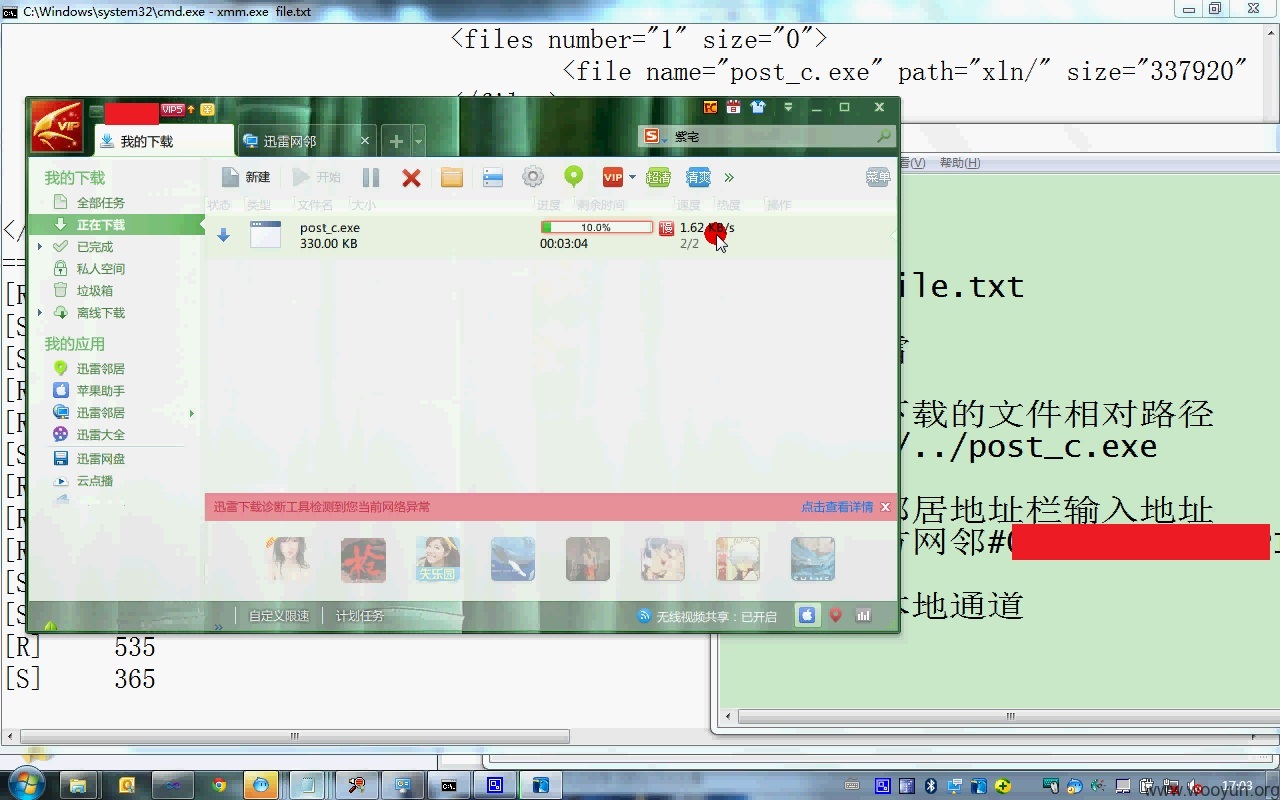 C:\Windows\system32\cmd.exe - xmm.exe file.txt
<files number="1" size="0">
<file name="post_c.exe" path="xln/" size="337920"
VIP
VIP5
我的下载
迅雷网邻
紫宅
(V) 帮助(H)
我的下载
全部任务
正在下载
已完成
私人空间
垃圾箱
离线下载
我的应用
迅雷邻居
苹果助手
迅雷邻居
迅雷大全
迅雷网盘
云点播
新建
开始
VIP
超清
清爽
»
菜单
状态 类型 文件名 大小 进度 剩余时间 速度 热度 操作
post_c.exe 10.0% 1.62 KB/s
330.00 KB 00:03:04 2/2
ile.txt
载的文件相对路径
/../post_c.exe
居地址栏输入地址
网邻#
地通道
迅雷下载诊断工具检测到您当前网络异常 点击查看详情
失乐园
自定义限速 计划任务 无线视频共享：已开启
[R] 535
[S] 365
17:03
www.wooyun.org